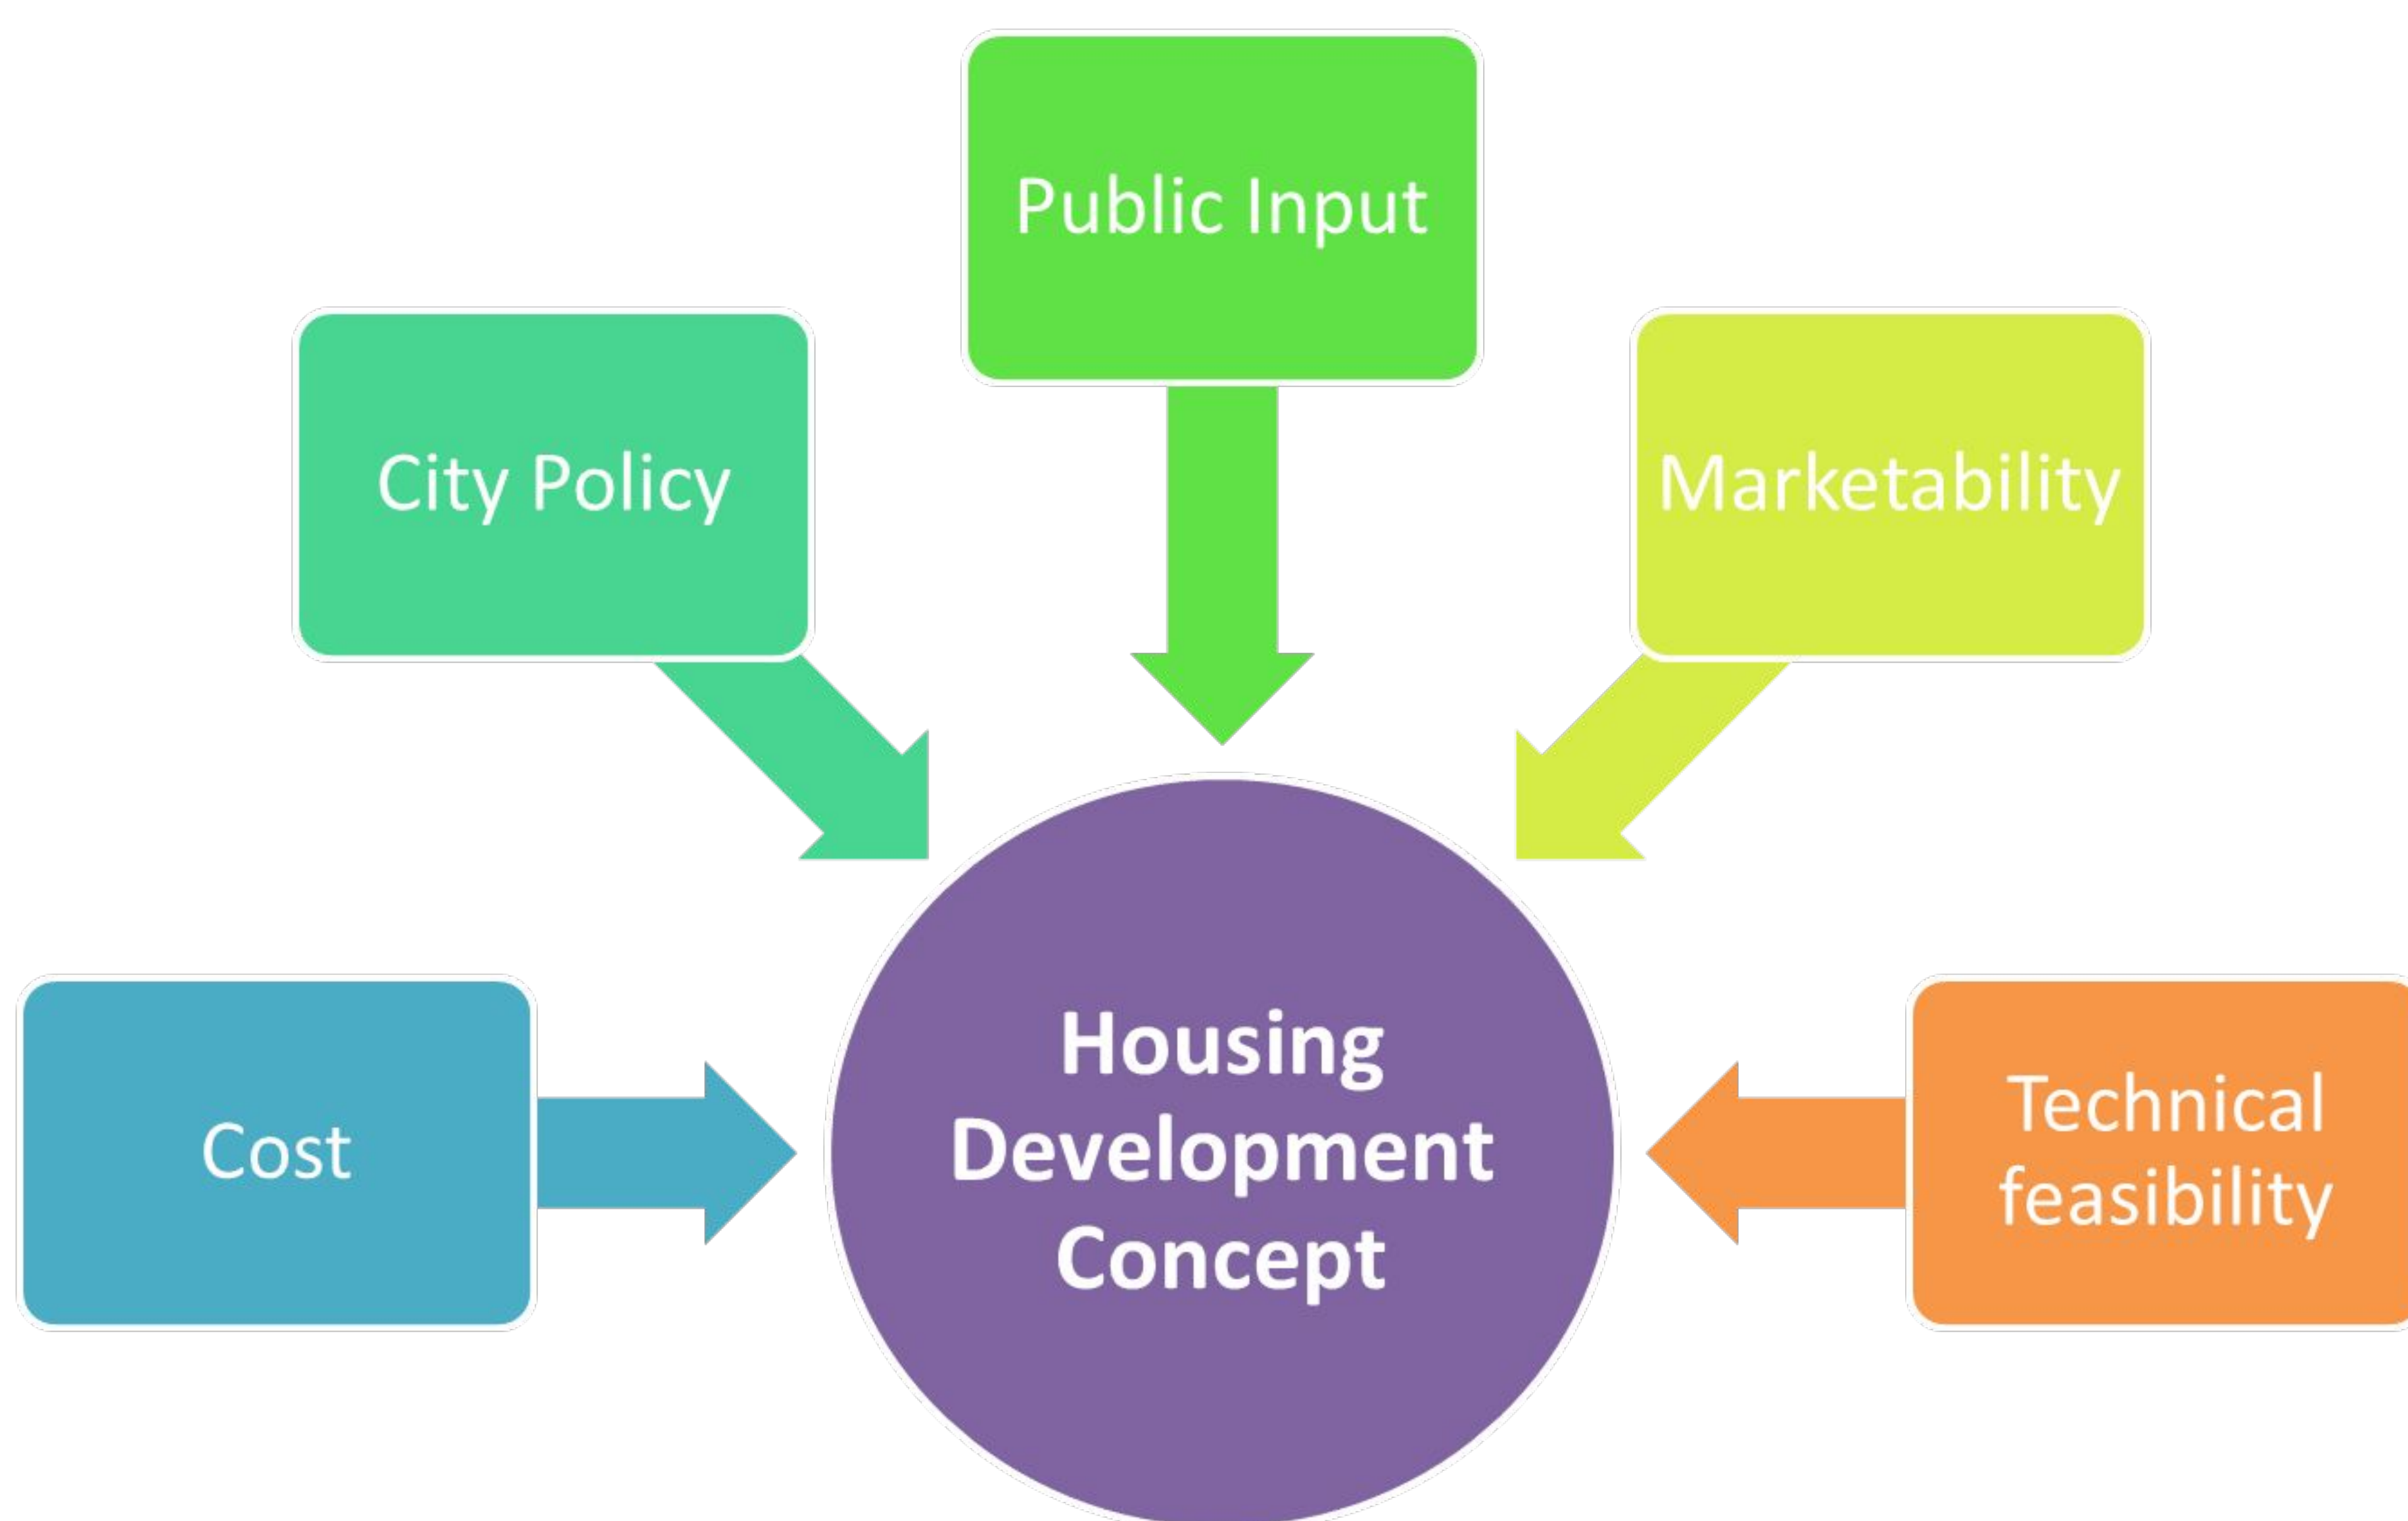 Public Input
City Policy
Marketability
Cost
Housing
Development
Concept
Technical
feasibility